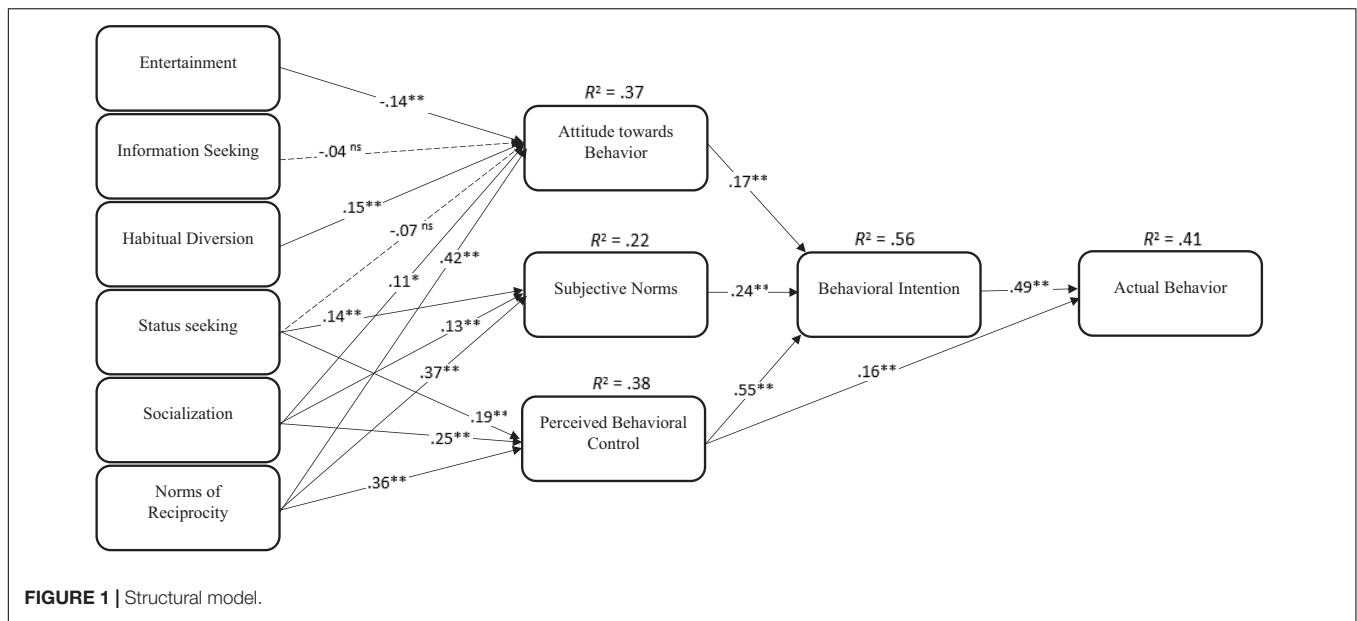 Entertainment
Information Seeking
Habitual Diversion
Status seeking
Socialization
Norms of
Reciprocity
-.14**
-.04 ns
.15**
-.07 ns
.11*
.42**
.14**
.13**
.37**
.19**
.25**
.36**
R² = .37
Attitude towards
Behavior
R² = .22
Subjective Norms
R² = .38
Perceived Behavioral
Control
.17**
.24**
.55**
R² = .56
Behavioral Intention
.49**
.16**
R² = .41
Actual Behavior
FIGURE 1 | Structural model.